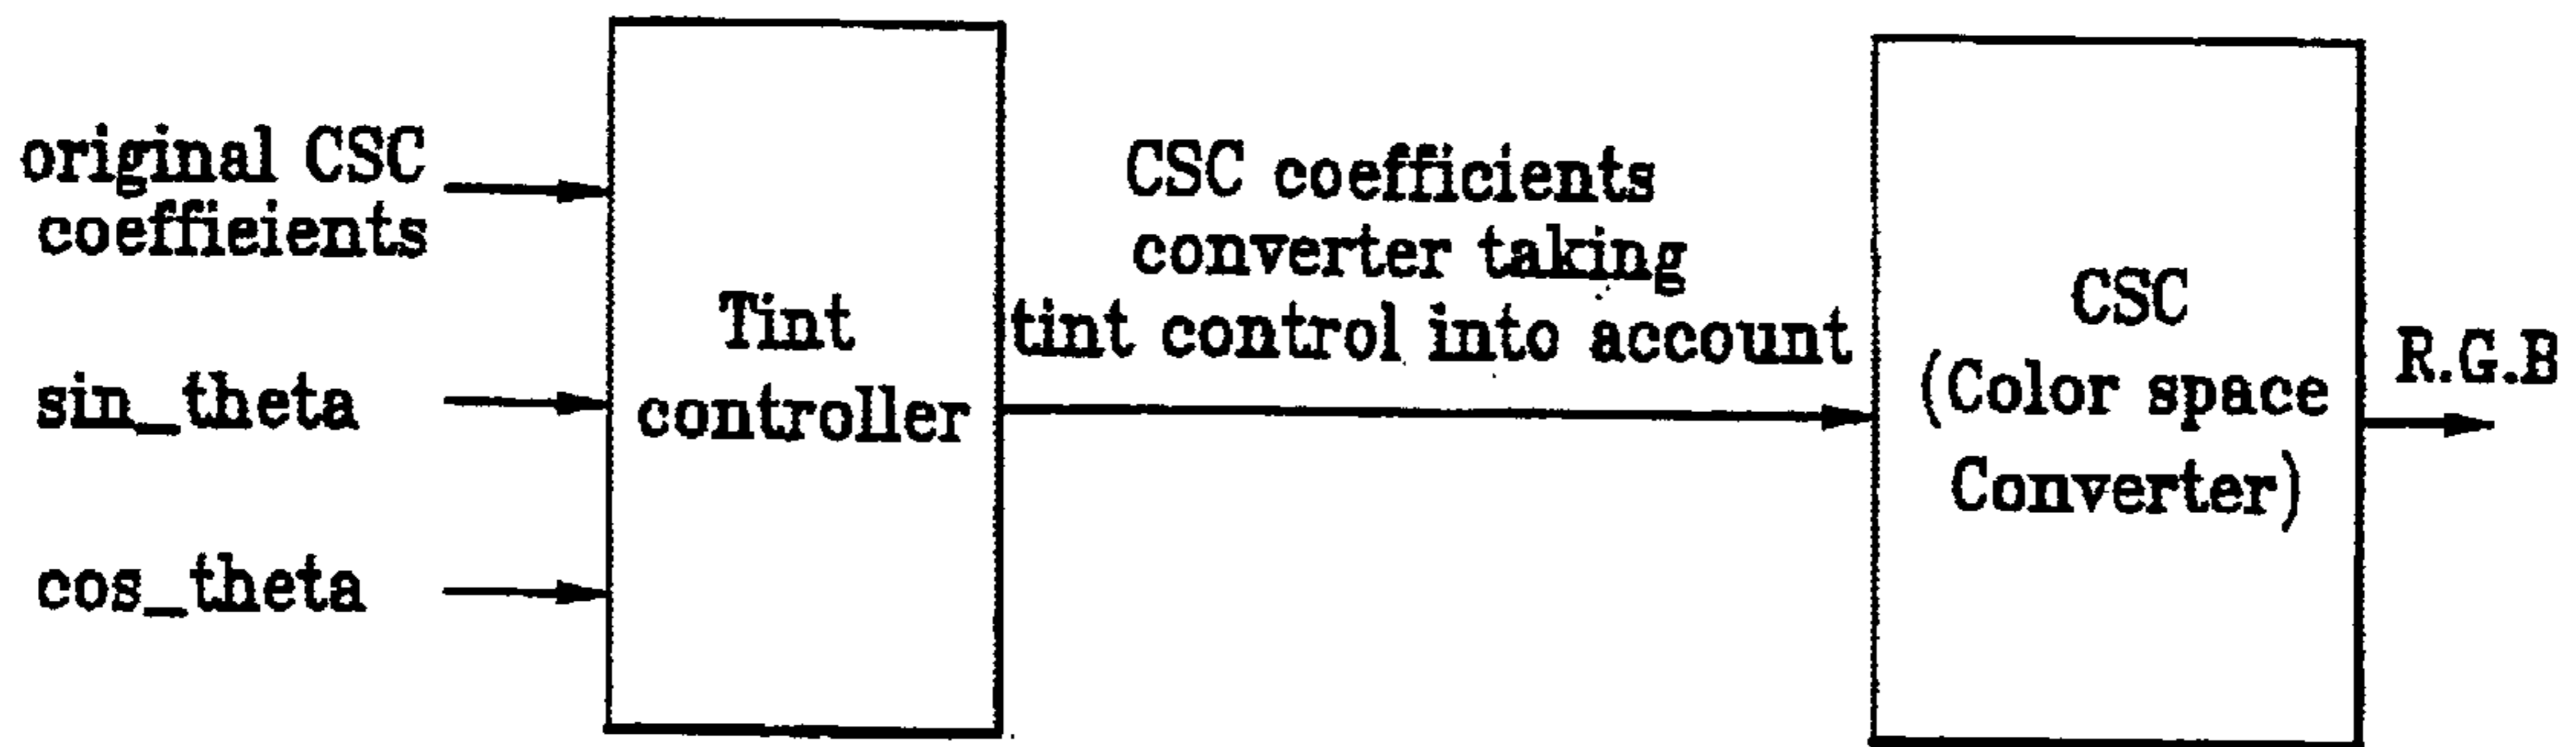 original CSC
coeffieients
sin_theta
cos_theta
Tint
controller
CSC coefficients
converter taking
tint control into account
CSC
(Color space
Converter)
R.G.B